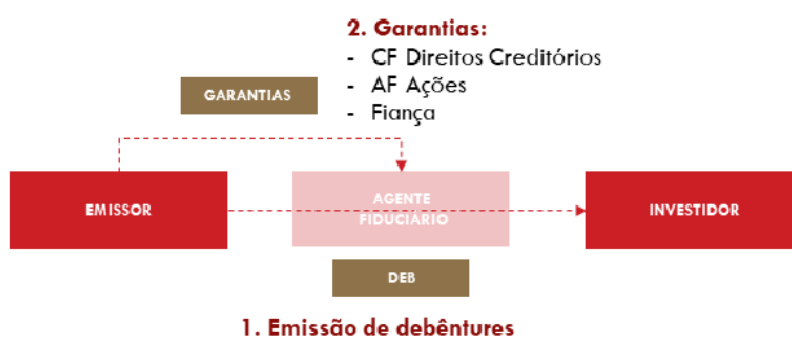 2. Garantias:
- CF Direitos Creditórios
- AF Ações
- Fiança
GARANTIAS
EMISSOR
AGENTE
FIDUCIÁRIO
INVESTIDOR
DEB
1. Emissão de debêntures